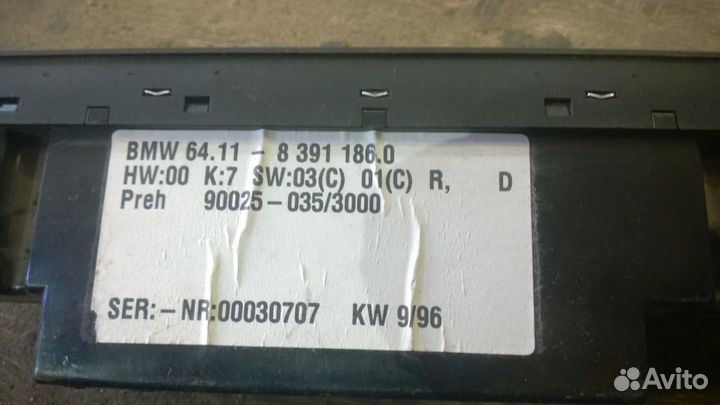 BMW 64.11 - 8 391 186.0
HW:00 K:7 SW:03(C) 01(C) R, D
Preh 90025-035/3000
SER:-NR:00030707 KW 9/96
Avito